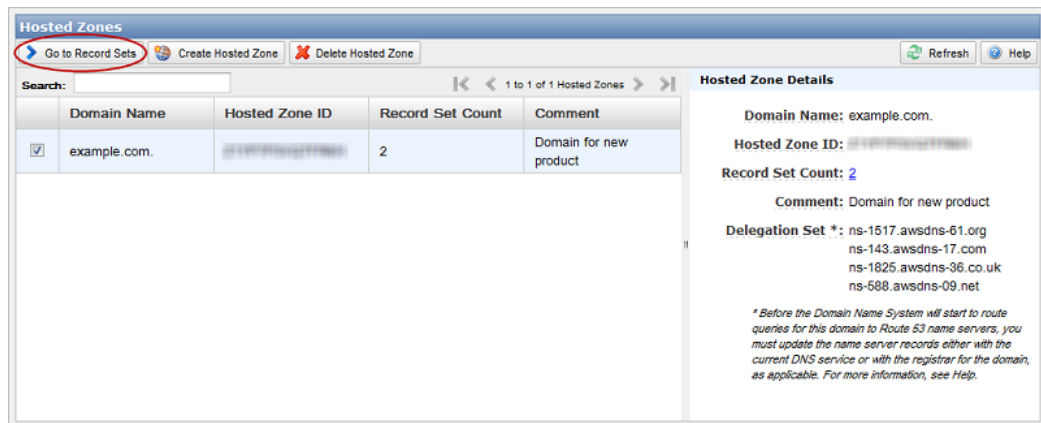 Hosted Zones
Go to Record Sets Create Hosted Zone Delete Hosted Zone Refresh Help
Search: 1 to 1 of 1 Hosted Zones
Domain Name Hosted Zone ID Record Set Count Comment
example.com. 2 Domain for new
product
Hosted Zone Details
Domain Name: example.com.
Hosted Zone ID:
Record Set Count: 2
Comment: Domain for new product
Delegation Set *: ns-1517.awsdns-61.org
ns-143.awsdns-17.com
ns-1825.awsdns-36.co.uk
ns-588.awsdns-09.net
* Before the Domain Name System will start to route
queries for this domain to Route 53 name servers, you
must update the name server records either with the
current DNS service or with the registrar for the domain,
as applicable. For more information, see Help.